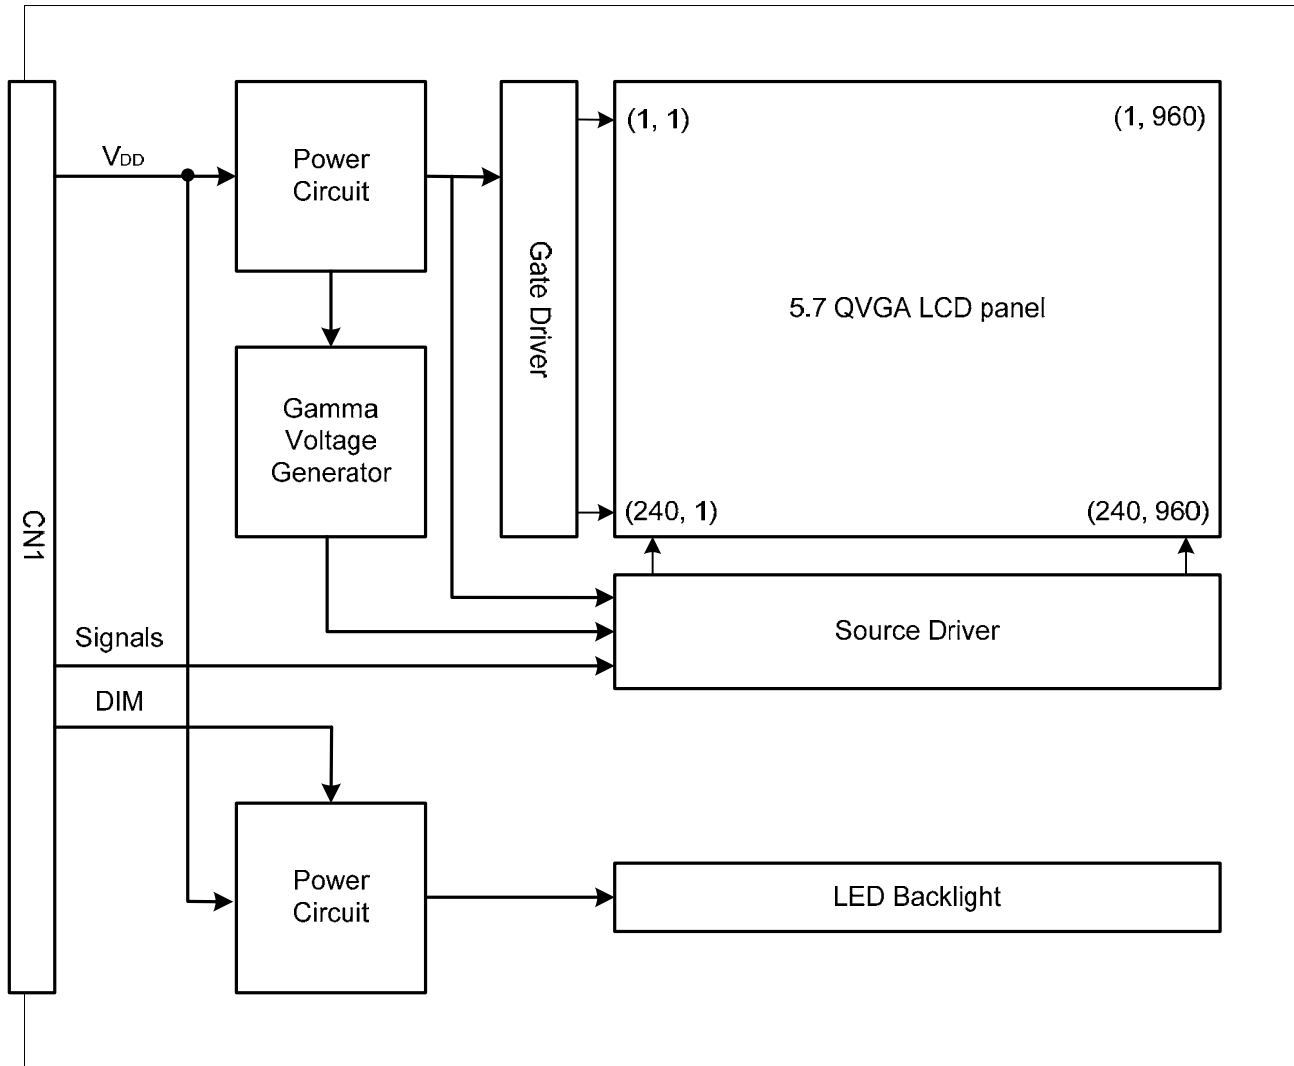 VDD
Power
Circuit
(1, 1)
(1, 960)
Gate Driver
5.7 QVGA LCD panel
Gamma
Voltage
Generator
(240, 1)
(240, 960)
CN1
Signals
Source Driver
DIM
Power
Circuit
LED Backlight